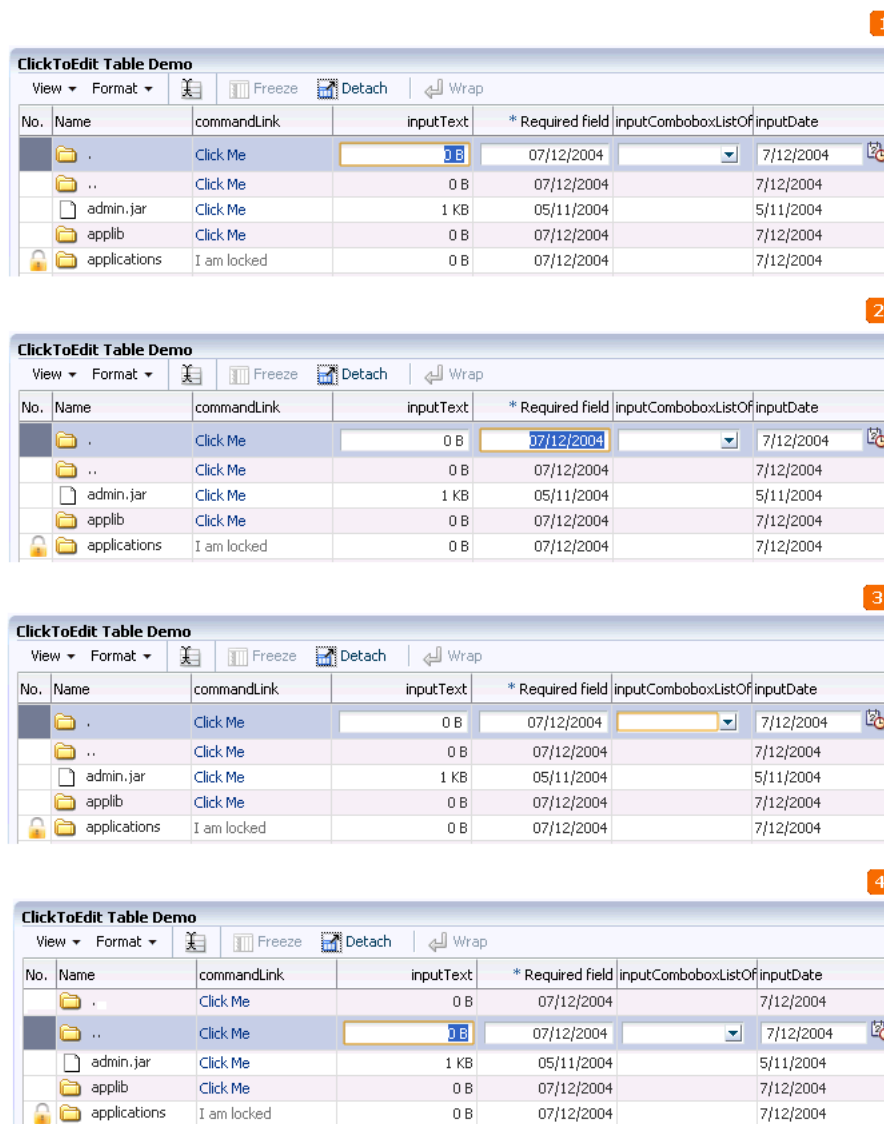 1
ClickToEdit Table Demo
View Format Freeze Detach Wrap
No. Name commandLink inputText * Required field inputComboboxListOf inputDate
. Click Me 0 B 07/12/2004 7/12/2004
.. Click Me 0 B 07/12/2004 7/12/2004
admin.jar Click Me 1 KB 05/11/2004 5/11/2004
applib Click Me 0 B 07/12/2004 7/12/2004
applications I am locked 0 B 07/12/2004 7/12/2004
2
ClickToEdit Table Demo
View Format Freeze Detach Wrap
No. Name commandLink inputText * Required field inputComboboxListOf inputDate
. Click Me 0 B 07/12/2004 7/12/2004
.. Click Me 0 B 07/12/2004 7/12/2004
admin.jar Click Me 1 KB 05/11/2004 5/11/2004
applib Click Me 0 B 07/12/2004 7/12/2004
applications I am locked 0 B 07/12/2004 7/12/2004
3
ClickToEdit Table Demo
View Format Freeze Detach Wrap
No. Name commandLink inputText * Required field inputComboboxListOf inputDate
. Click Me 0 B 07/12/2004 7/12/2004
.. Click Me 0 B 07/12/2004 7/12/2004
admin.jar Click Me 1 KB 05/11/2004 5/11/2004
applib Click Me 0 B 07/12/2004 7/12/2004
applications I am locked 0 B 07/12/2004 7/12/2004
4
ClickToEdit Table Demo
View Format Freeze Detach Wrap
No. Name commandLink inputText * Required field inputComboboxListOf inputDate
. Click Me 0 B 07/12/2004 7/12/2004
.. Click Me 0 B 07/12/2004 7/12/2004
admin.jar Click Me 1 KB 05/11/2004 5/11/2004
applib Click Me 0 B 07/12/2004 7/12/2004
applications I am locked 0 B 07/12/2004 7/12/2004